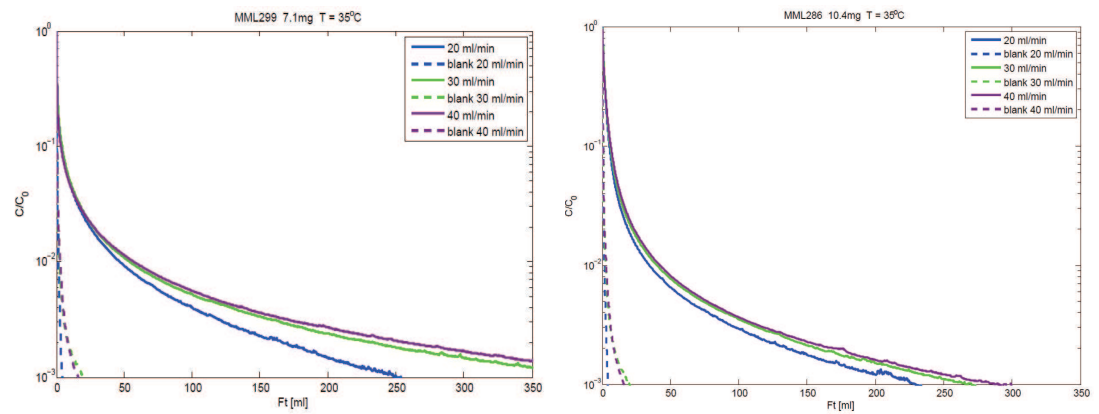 MML299 7.1mg T = 35°C
10⁰
10⁻¹
10⁻²
10⁻³
C/C₀
0 50 100 150 200 250 300 350
Ft [ml]
20 ml/min
blank 20 ml/min
30 ml/min
blank 30 ml/min
40 ml/min
blank 40 ml/min
MML286 10.4mg T = 35°C
10⁰
10⁻¹
10⁻²
10⁻³
C/C₀
0 50 100 150 200 250 300 350
Ft [ml]
20 ml/min
blank 20 ml/min
30 ml/min
blank 30 ml/min
40 ml/min
blank 40 ml/min